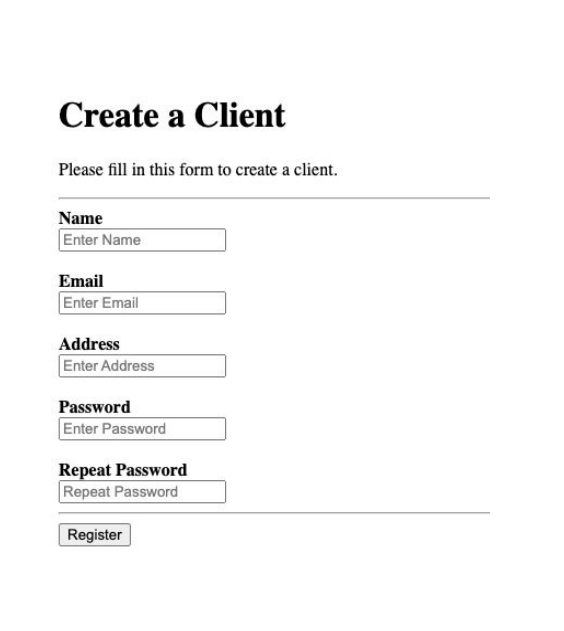 Create a Client
Please fill in this form to create a client.
Name
Enter Name
Email
Enter Email
Address
Enter Address
Password
Enter Password
Repeat Password
Repeat Password
Register